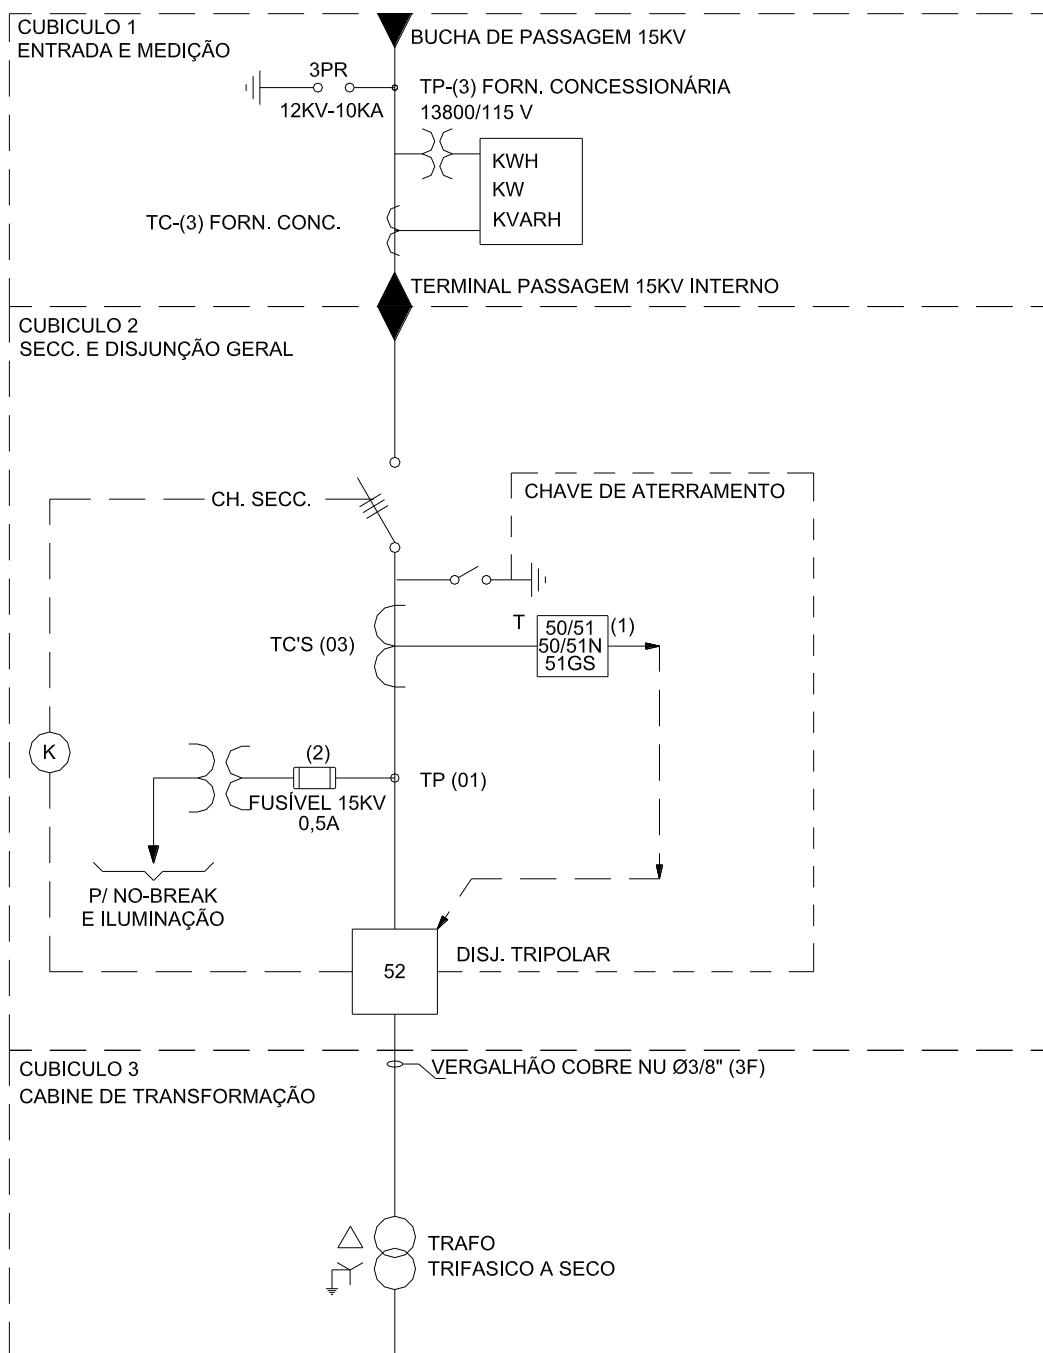 CUBICULO 1
ENTRADA E MEDIÇÃO
BUCHA DE PASSAGEM 15KV
3PR
12KV-10KA
TP-(3) FORN. CONCESSIONÁRIA
13800/115 V
KWH
KW
KVARH
TC-(3) FORN. CONC.
TERMINAL PASSAGEM 15KV INTERNO
CUBICULO 2
SECC. E DISJUNÇÃO GERAL
CH. SECC.
CHAVE DE ATERRAMENTO
TC'S (03)
T
50/51
50/51N
51GS
(1)
K
(2)
FUSÍVEL 15KV
0,5A
TP (01)
P/ NO-BREAK
E ILUMINAÇÃO
52
DISJ. TRIPOLAR
CUBICULO 3
CABINE DE TRANSFORMAÇÃO
VERGALHÃO COBRE NU Ø3/8" (3F)
TRAFO
TRIFASICO A SECO